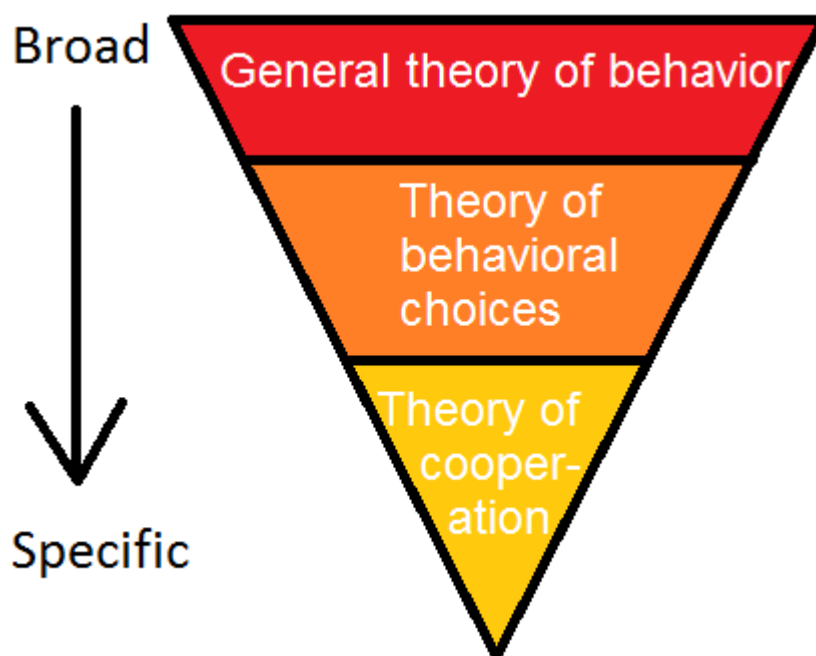 Broad
General theory of behavior
Theory of
behavioral
choices
Theory of
cooper-
ation
Specific